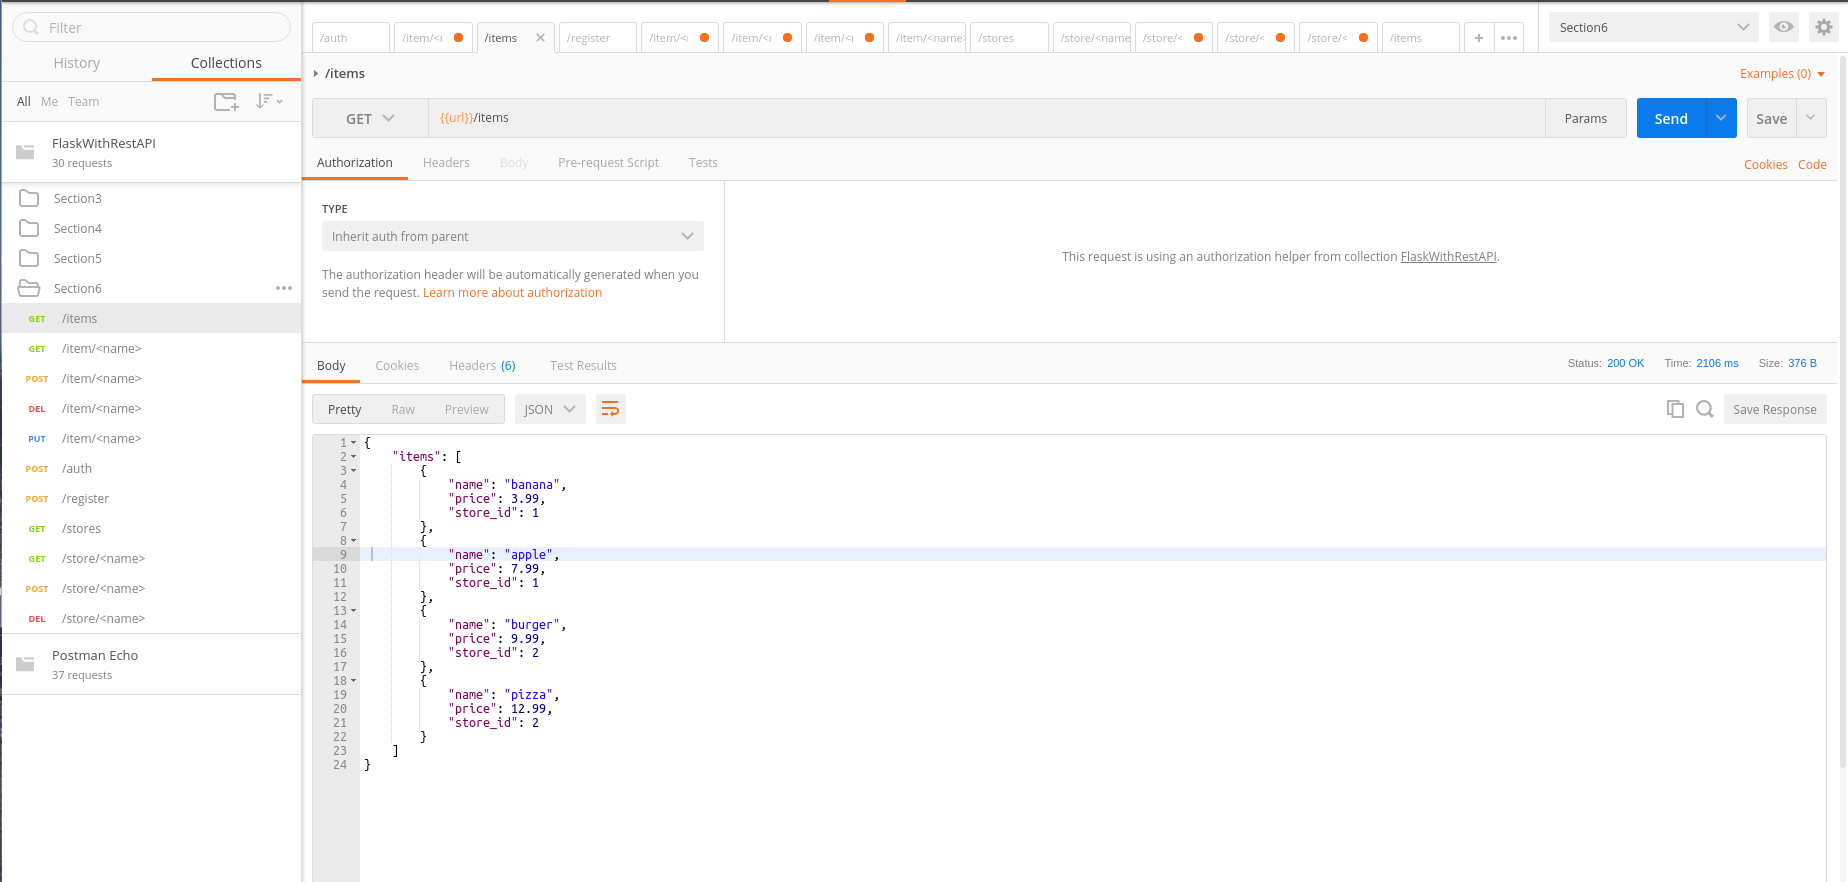 Filter
History Collections
All Me Team
FlaskWithRestAPI
30 requests
Section3
Section4
Section5
Section6
GET /items
GET /item/<name>
POST /item/<name>
DEL /item/<name>
PUT /item/<name>
POST /auth
POST /register
GET /stores
GET /store/<name>
POST /store/<name>
DEL /store/<name>
Postman Echo
37 requests
/auth /item/< /items /register /item/< /item/< /item/< /item/<name> /stores /store/<name /store/< /store/< /store/< /items
Section6
/items
Examples (0)
GET {{url}}/items Params Send Save
Authorization Headers Body Pre-request Script Tests
Cookies Code
TYPE
Inherit auth from parent
The authorization header will be automatically generated when you
send the request. Learn more about authorization
This request is using an authorization helper from collection FlaskWithRestAPI.
Body Cookies Headers (6) Test Results
Status: 200 OK Time: 2106 ms Size: 376 B
Pretty Raw Preview JSON Save Response
1 {
2 "items": [
3 {
4 "name": "banana",
5 "price": 3.99,
6 "store_id": 1
7 },
8 {
9 "name": "apple",
10 "price": 7.99,
11 "store_id": 1
12 },
13 {
14 "name": "burger",
15 "price": 9.99,
16 "store_id": 2
17 },
18 {
19 "name": "pizza",
20 "price": 12.99,
21 "store_id": 2
22 }
23 ]
24 }